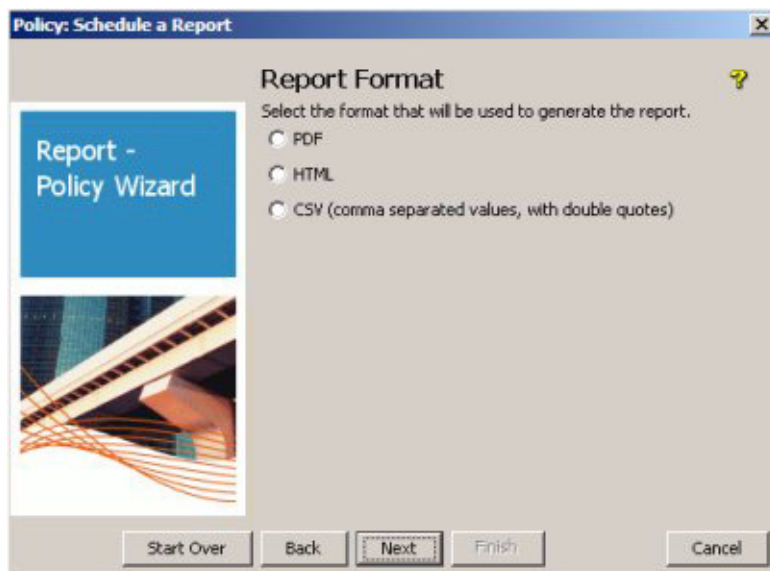 Policy: Schedule a Report
Report Format
?
Select the format that will be used to generate the report.
Report -
Policy Wizard
PDF
HTML
CSV (comma separated values, with double quotes)
Start Over
Back
Next
Finish
Cancel